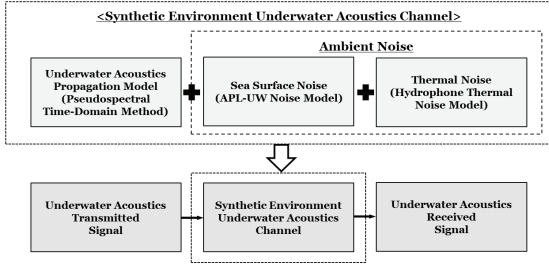 <Synthetic Environment Underwater Acoustics Channel>
Ambient Noise
Underwater Acoustics
Propagation Model
(Pseudospectral
Time-Domain Method)
Sea Surface Noise
(APL-UW Noise Model)
Thermal Noise
(Hydrophone Thermal
Noise Model)
Underwater Acoustics
Transmitted
Signal
Synthetic Environment
Underwater Acoustics
Channel
Underwater Acoustics
Received
Signal